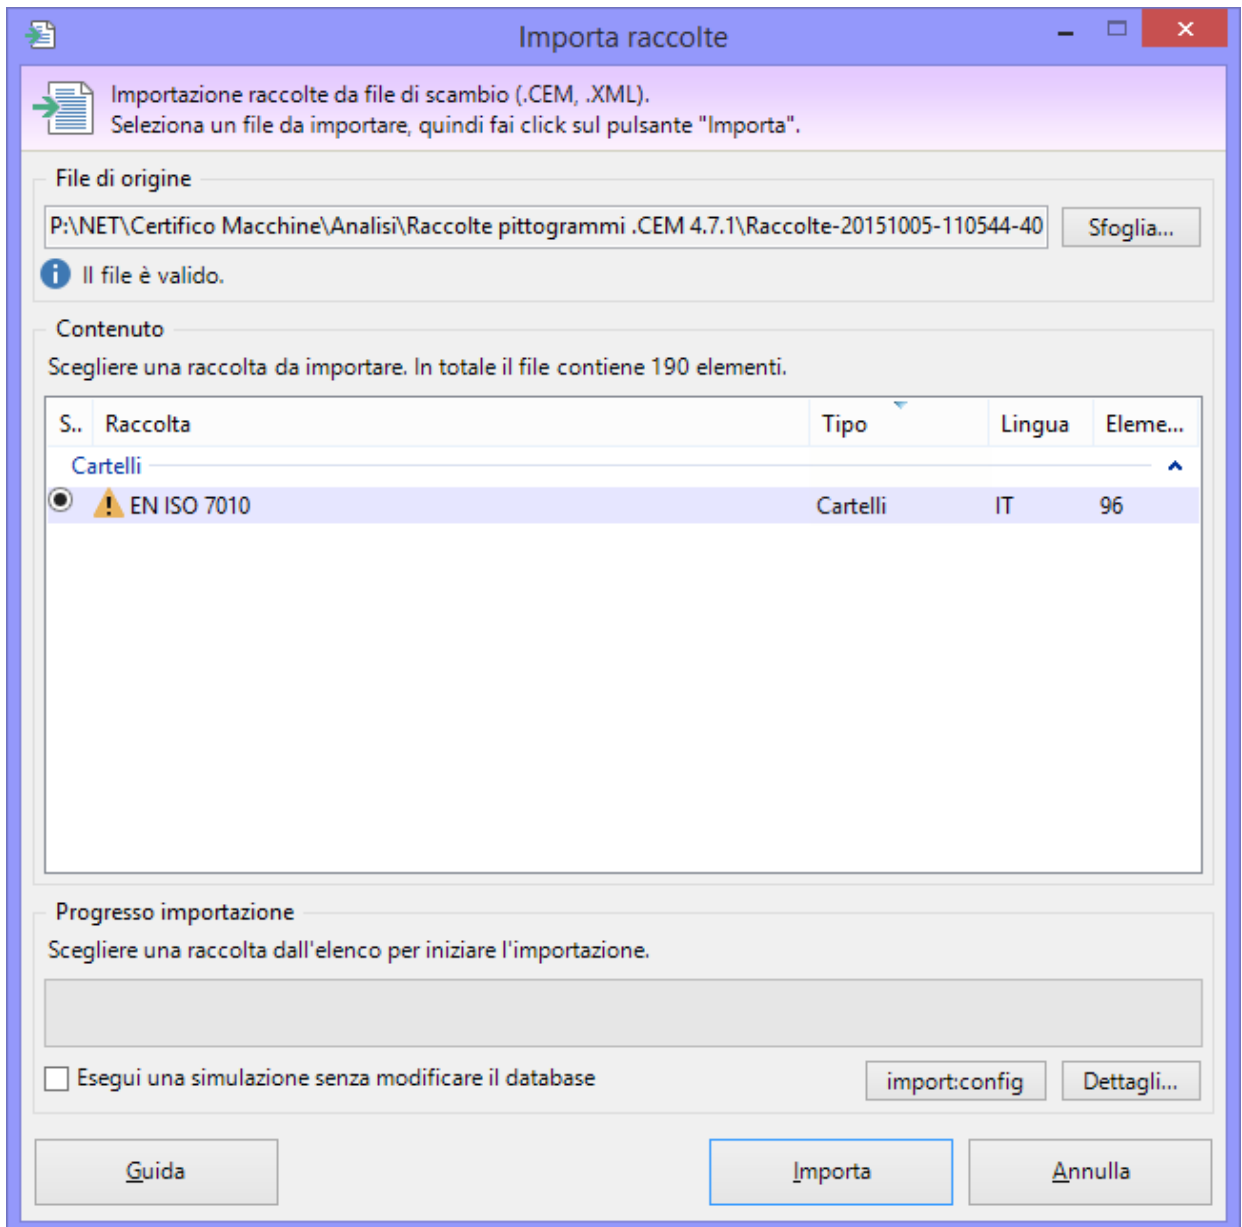 Importa raccolte
Importazione raccolte da file di scambio (.CEM, .XML).
Seleziona un file da importare, quindi fai click sul pulsante "Importa".
File di origine
P:\NET\Certifico Macchine\Analisi\Raccolte pittogrammi .CEM 4.7.1\Raccolte-20151005-110544-40
Sfoglia...
Il file è valido.
Contenuto
Scegliere una raccolta da importare. In totale il file contiene 190 elementi.
S.. Raccolta Tipo Lingua Eleme...
Cartelli
EN ISO 7010 Cartelli IT 96
Progresso importazione
Scegliere una raccolta dall'elenco per iniziare l'importazione.
Esegui una simulazione senza modificare il database
import:config Dettagli...
Guida Importa Annulla